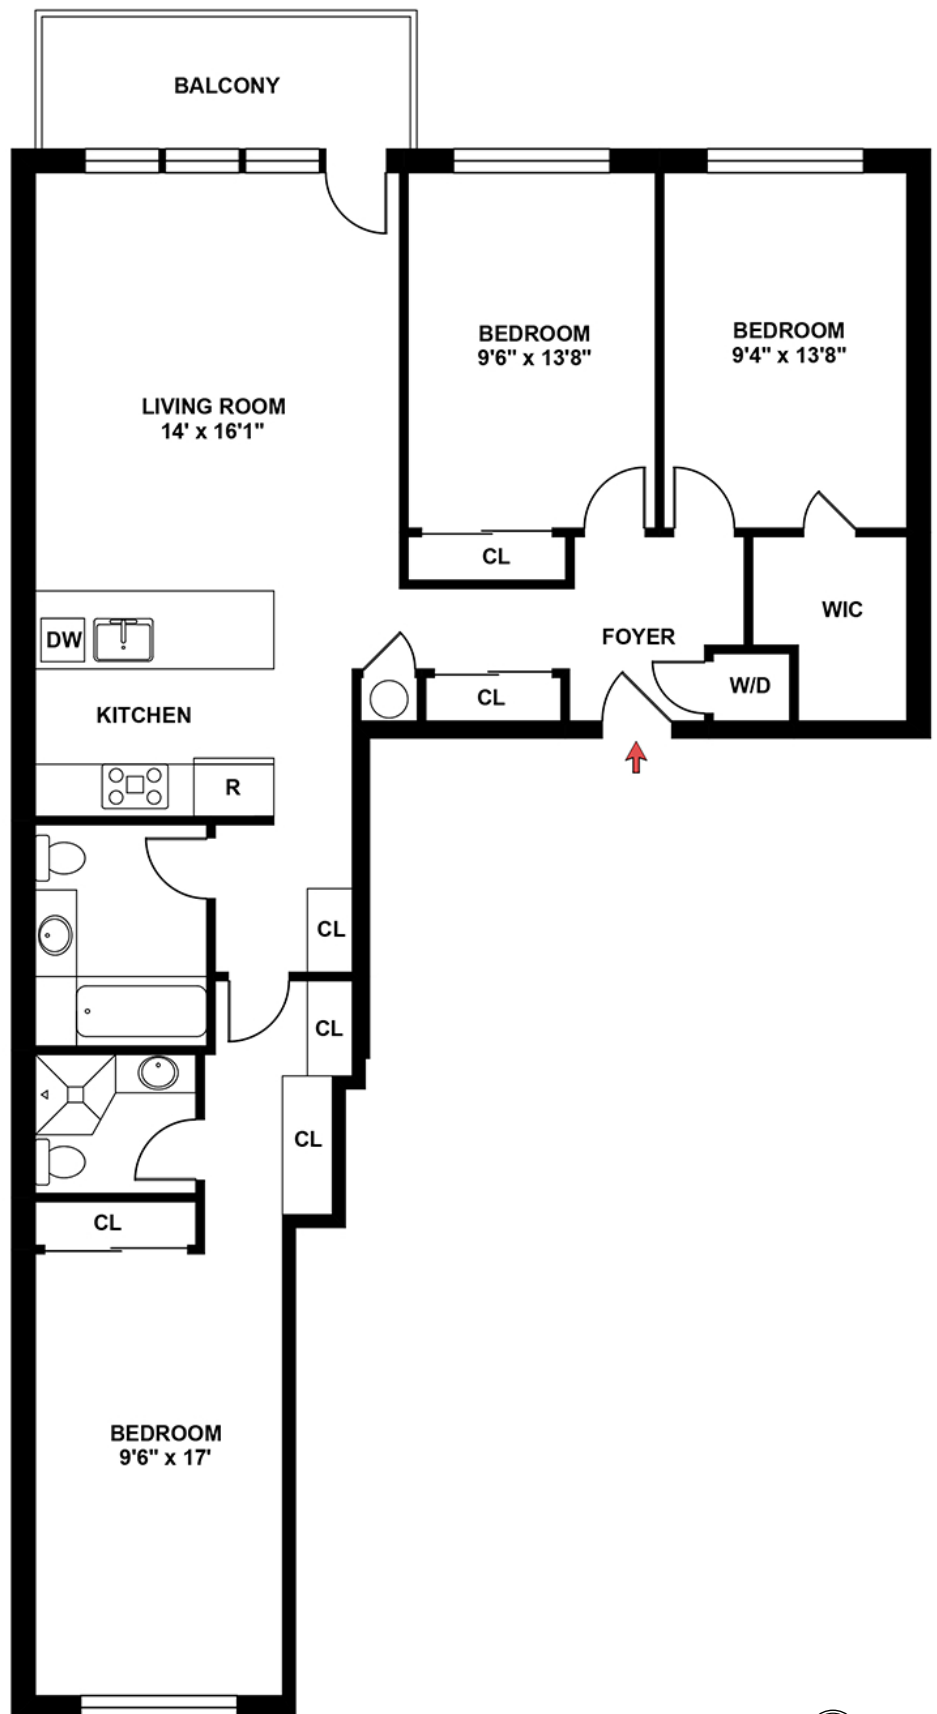 BALCONY
BEDROOM
9'6" x 13'8"
BEDROOM
9'4" x 13'8"
LIVING ROOM
14' x 16'1"
CL
WIC
FOYER
DW
W/D
CL
KITCHEN
R
CL
CL
CL
CL
BEDROOM
9'6" x 17'